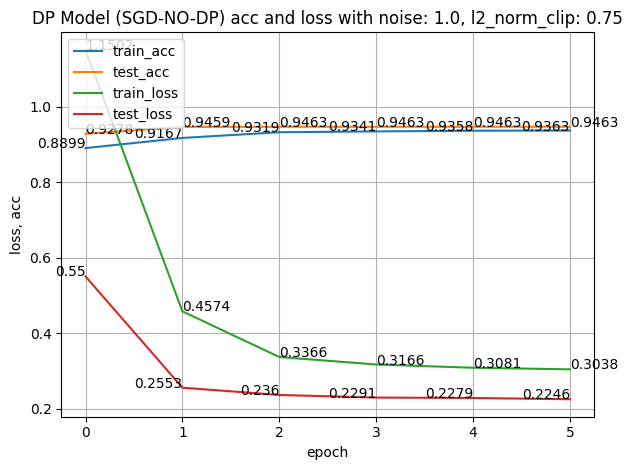 DP Model (SGD-NO-DP) acc and loss with noise: 1.0, l2_norm_clip: 0.75
train_acc
test_acc
train_loss
test_loss
1.1502
1.0
0.8
0.6
0.4
0.2
loss, acc
0.8899 0.9167 0.9319 0.9341 0.9358 0.9363
0.9278 0.9459 0.9463 0.9463 0.9463 0.9463
0.4574 0.3366 0.3166 0.3081 0.3038
0.55 0.2553 0.236 0.2291 0.2279 0.2246
0 1 2 3 4 5
epoch